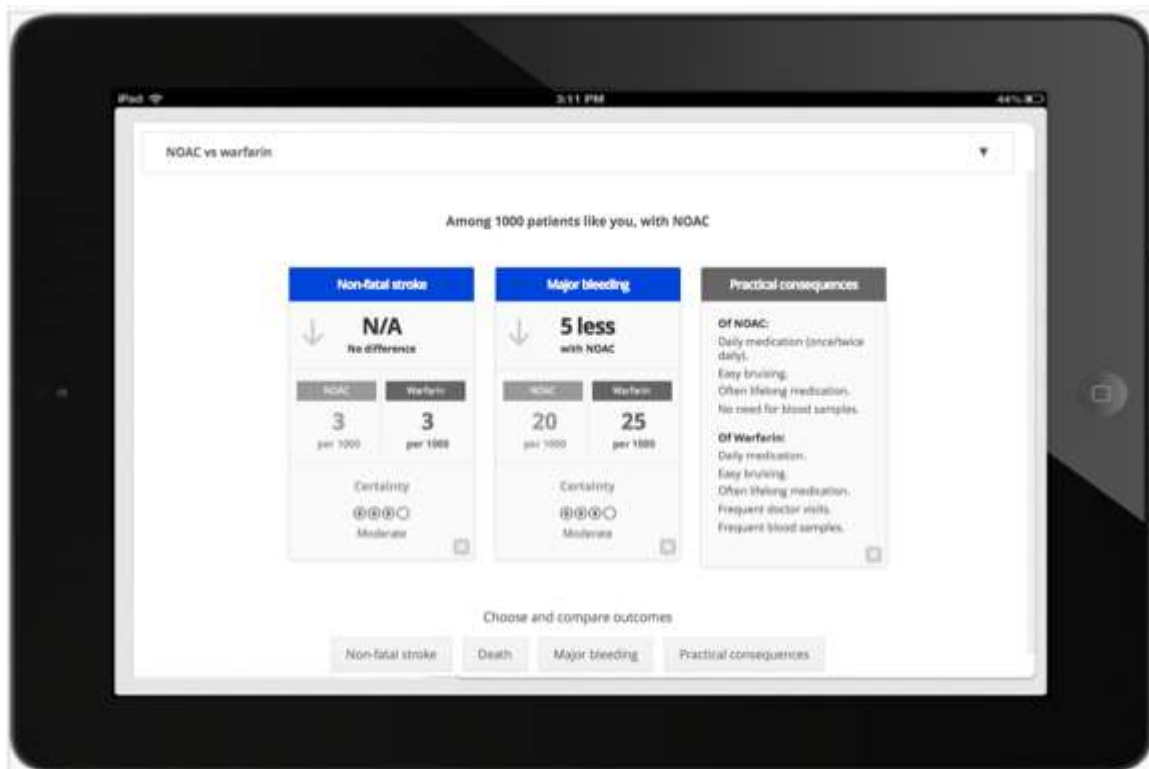 iPad
3:11 PM
44%
NOAC vs warfarin
Among 1000 patients like you, with NOAC
Non-fatal stroke
N/A
No difference
NOAC
Warfarin
3
3
per 1000
per 1000
Certainty
Moderate
Major bleeding
5 less
with NOAC
NOAC
Warfarin
20
25
per 1000
per 1000
Certainty
Moderate
Practical consequences
Of NOAC:
Daily medication (once/twice
daily).
Easy bruising.
Often lifelong medication.
No need for blood samples.
Of Warfarin:
Daily medication.
Easy bruising.
Often lifelong medication.
Frequent doctor visits.
Frequent blood samples.
Choose and compare outcomes
Non-fatal stroke
Death
Major bleeding
Practical consequences